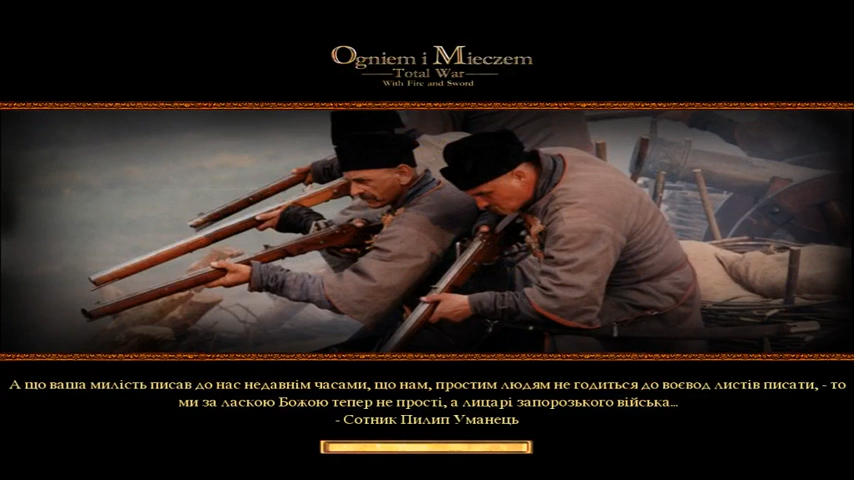 Ogniem i Mieczem
Total War
With Fire and Sword
А що ваша милість писав до нас недавнім часами, що нам, простим людям не годиться до воєвод листів писати, - то
ми за ласкою Божою тепер не прості, а лицарі запорозького війська...
- Сотник Пилип Уманець